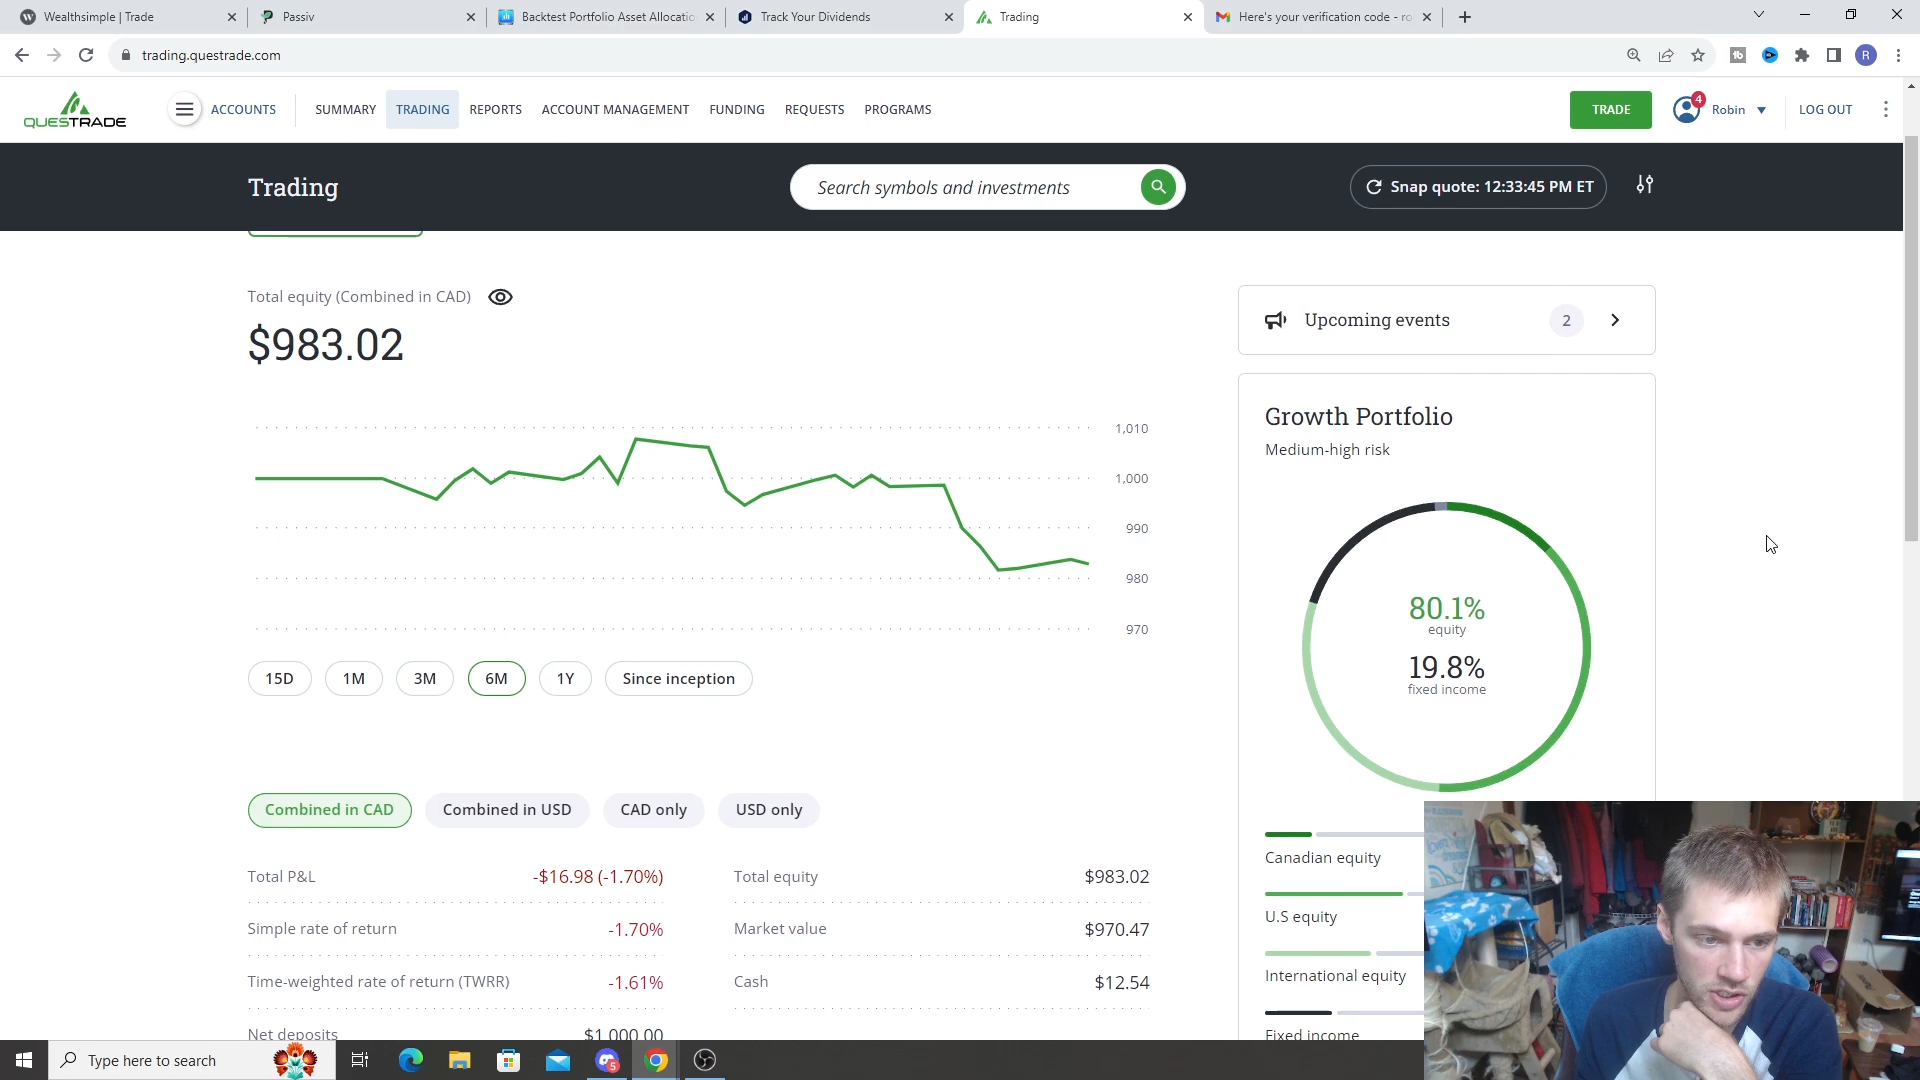 Wealthsimple | Trade
Passiv
Backtest Portfolio Asset Allocatio
Track Your Dividends
Trading
Here's your verification code - ro
trading.questrade.com
R
QUESTRADE
ACCOUNTS
SUMMARY
TRADING
REPORTS
ACCOUNT MANAGEMENT
FUNDING
REQUESTS
PROGRAMS
TRADE
4
Robin
LOG OUT
Trading
Search symbols and investments
Snap quote: 12:33:45 PM ET
Total equity (Combined in CAD)
$983.02
1,010
1,000
990
980
970
15D
1M
3M
6M
1Y
Since inception
Combined in CAD
Combined in USD
CAD only
USD only
Total P&L
-$16.98 (-1.70%)
Total equity
$983.02
Simple rate of return
-1.70%
Market value
$970.47
Time-weighted rate of return (TWRR)
-1.61%
Cash
$12.54
Net deposits
$1,000.00
Upcoming events
2
Growth Portfolio
Medium-high risk
80.1%
equity
19.8%
fixed income
Canadian equity
U.S equity
International equity
Fixed income
Type here to search
5